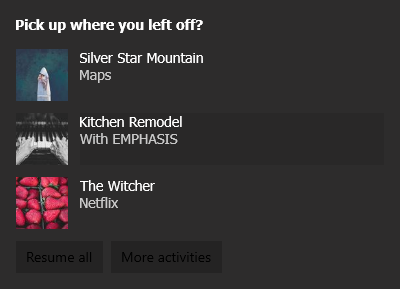 Pick up where you left off?
Silver Star Mountain
Maps
Kitchen Remodel
With EMPHASIS
The Witcher
Netflix
Resume all
More activities